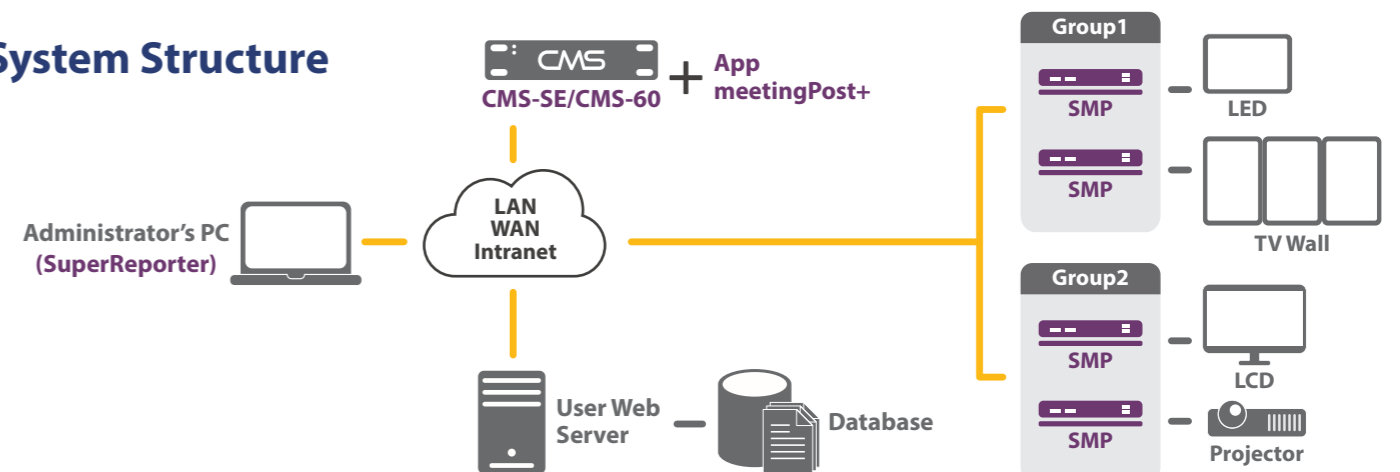 System Structure
CMS
CMS-SE/CMS-60
+
App
meetingPost+
Administrator's PC
(SuperReporter)
LAN
WAN
Intranet
User Web
Server
Database
Group1
SMP
LED
SMP
TV Wall
Group2
SMP
LCD
SMP
Projector